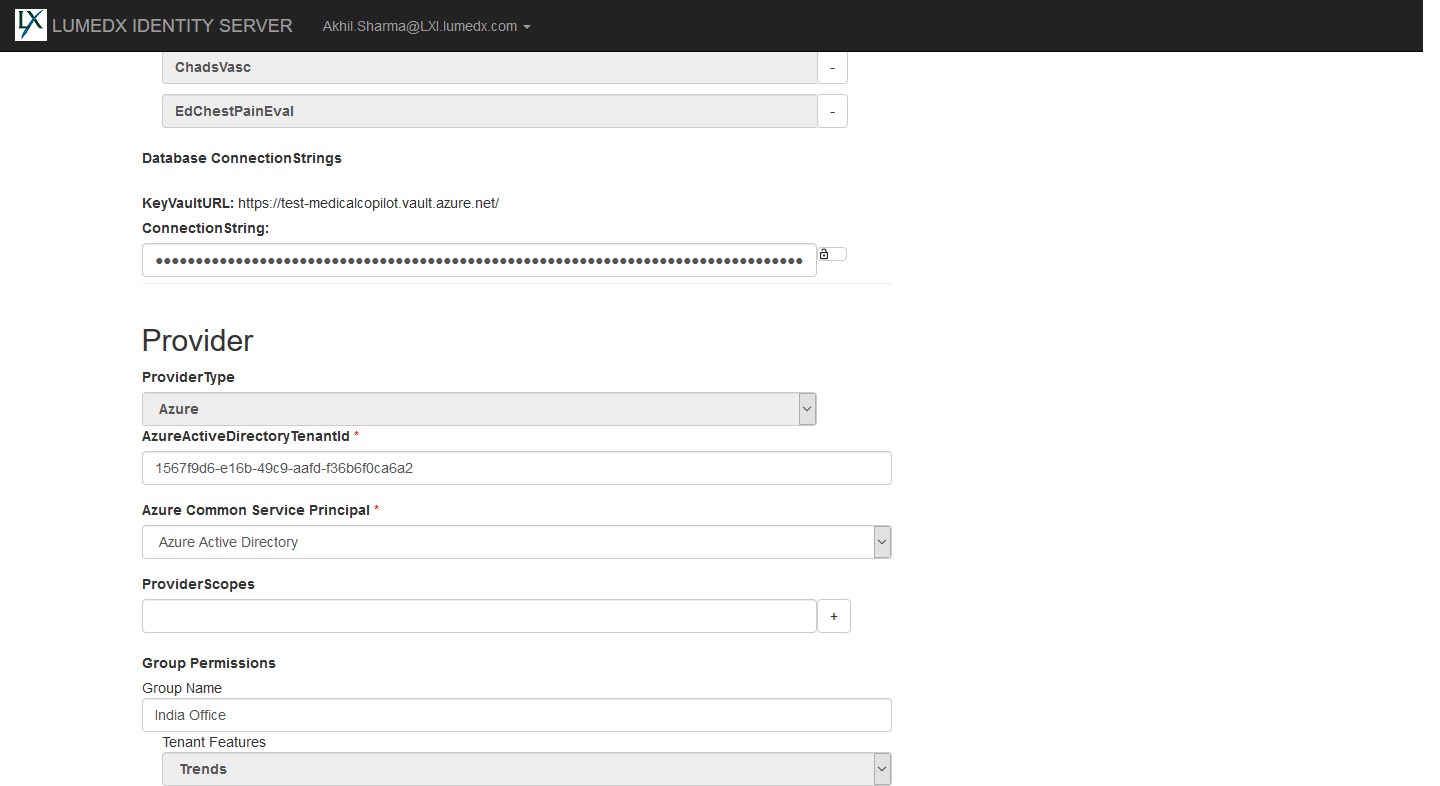 LX LUMEDX IDENTITY SERVER Akhil.Sharma@LXI.lumedx.com
ChadsVasc -
EdChestPainEval -
Database ConnectionStrings
KeyVaultURL: https://test-medicalcopilot.vault.azure.net/
ConnectionString:
Provider
ProviderType
Azure
AzureActiveDirectoryTenantId *
1567f9d6-e16b-49c9-aafd-f36b6f0ca6a2
Azure Common Service Principal *
Azure Active Directory
ProviderScopes
+
Group Permissions
Group Name
India Office
Tenant Features
Trends